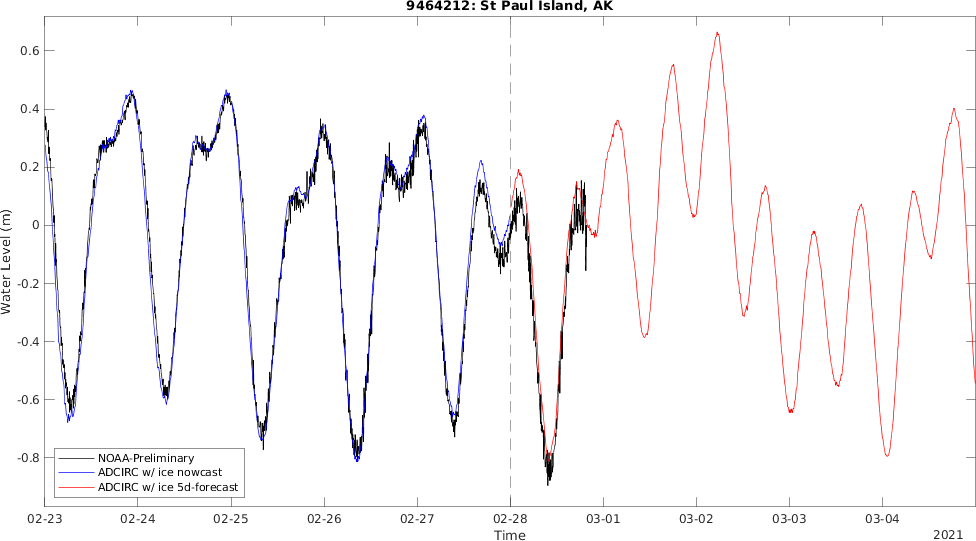 9464212: St Paul Island, AK
Water Level (m)
0.6
0.4
0.2
0
-0.2
-0.4
-0.6
-0.8
NOAA-Preliminary
ADCIRC w/ ice nowcast
ADCIRC w/ ice 5d-forecast
02-23 02-24 02-25 02-26 02-27 02-28 03-01 03-02 03-03 03-04
Time
2021